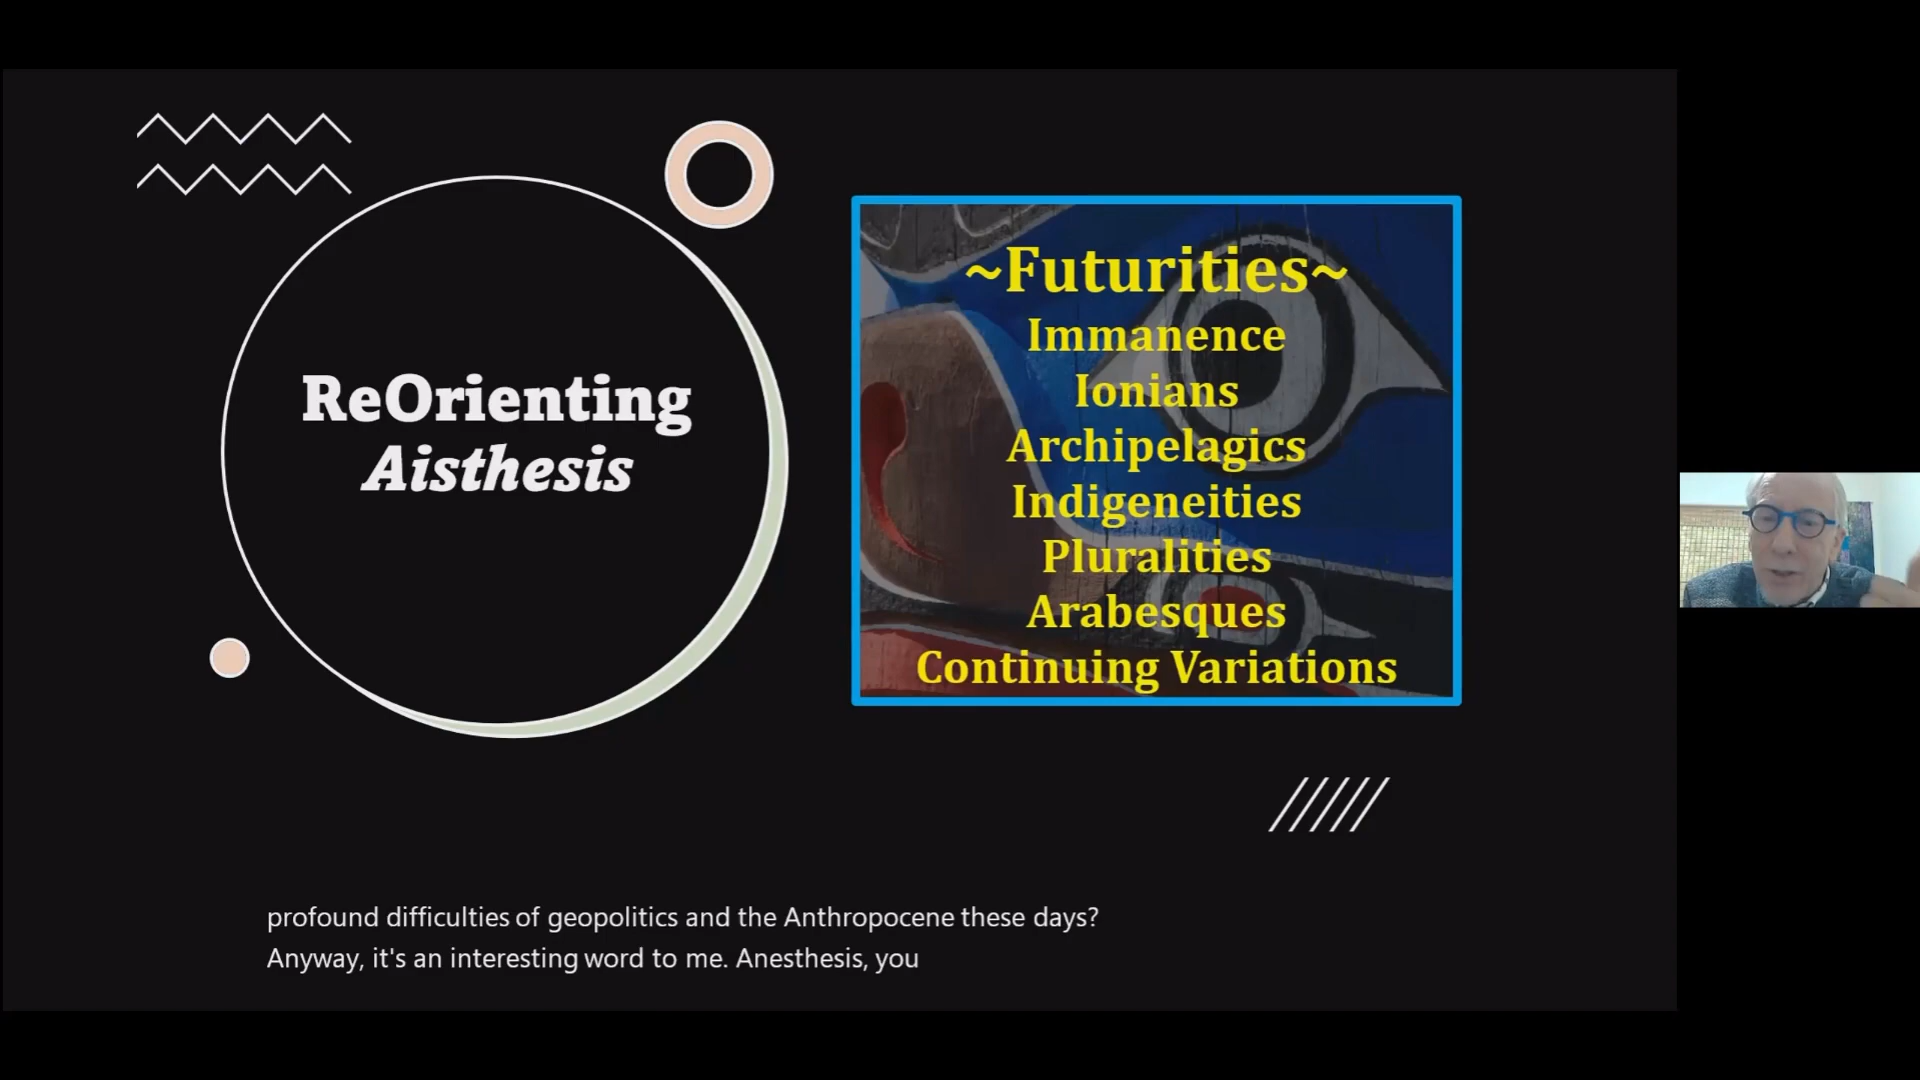 ReOrienting
Aisthesis
~Futurities~
Immanence
Ionians
Archipelagics
Indigeneities
Pluralities
Arabesques
Continuing Variations
profound difficulties of geopolitics and the Anthropocene these days?
Anyway, it's an interesting word to me. Anesthesis, you